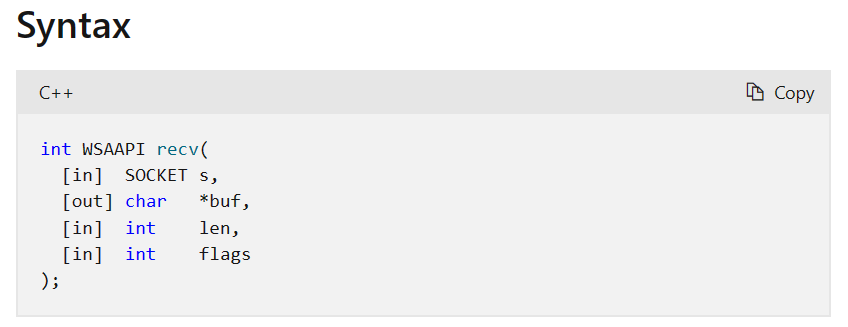 Syntax
C++ Copy
int WSAAPI recv(
  [in]  SOCKET s,
  [out] char   *buf,
  [in]  int    len,
  [in]  int    flags
);